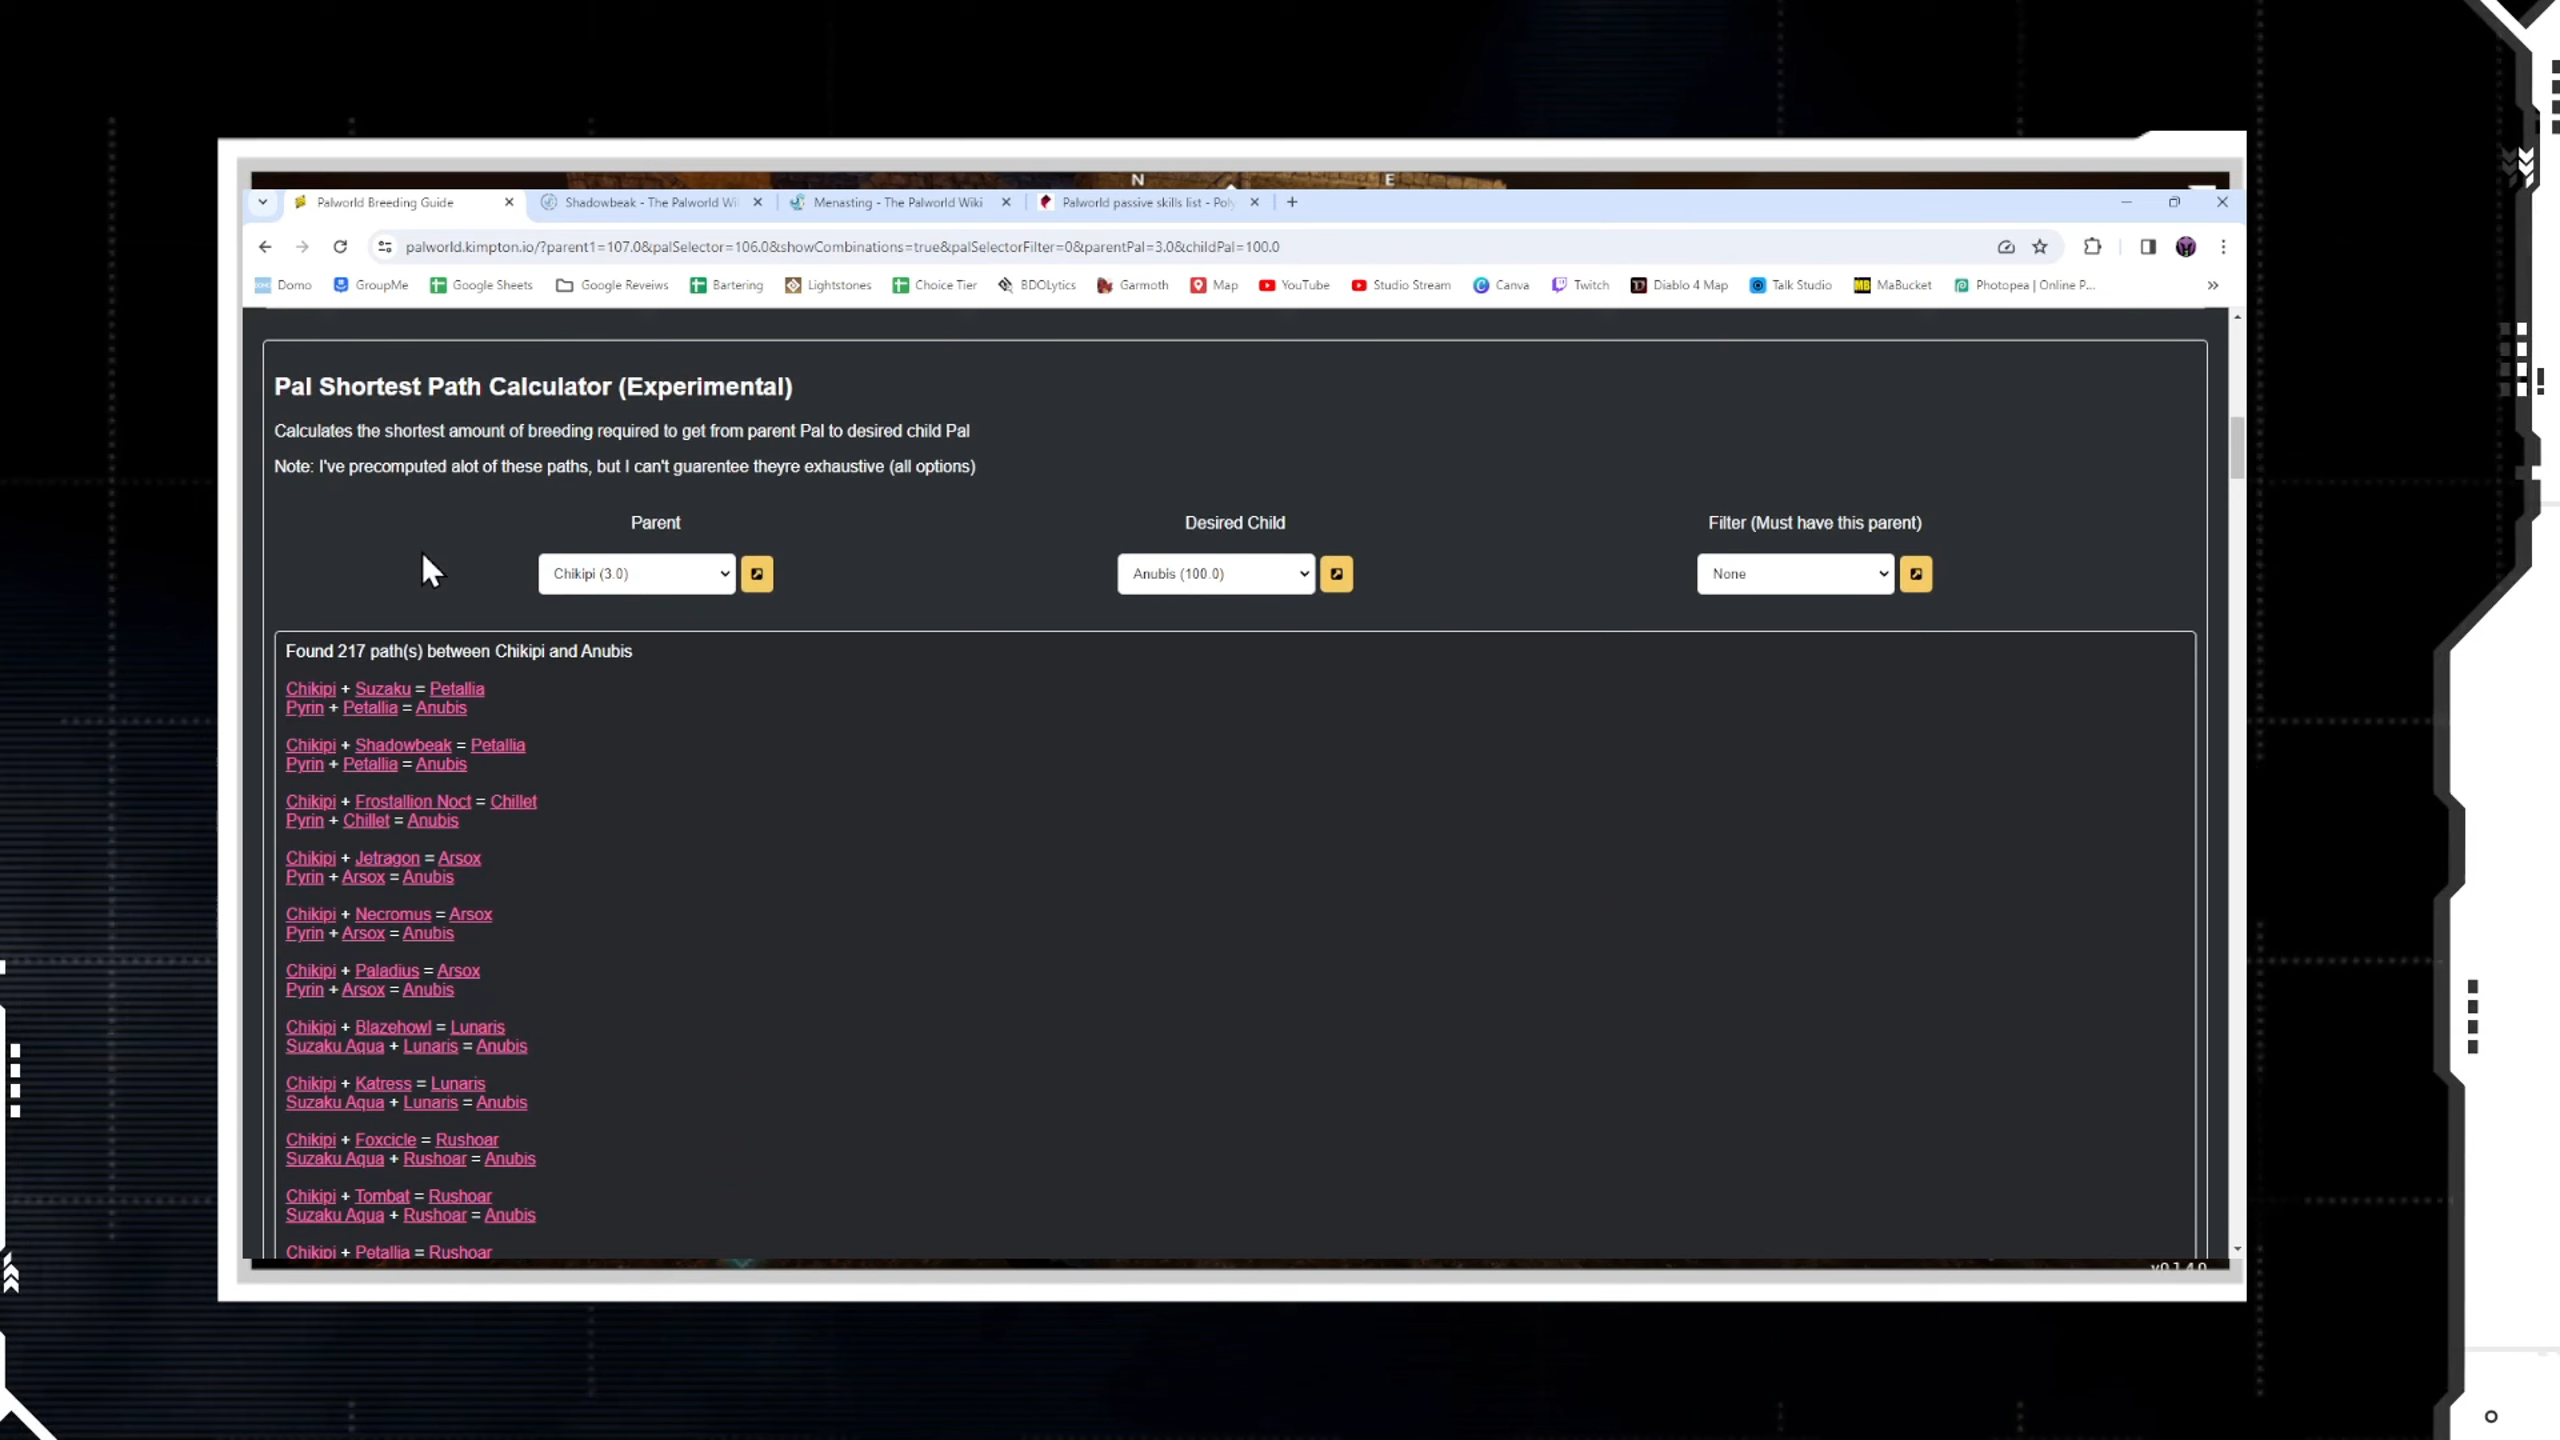 N E
Palworld Breeding Guide
Shadowbeak - The Palworld Wi
Menasting - The Palworld Wiki
Palworld passive skills list - Poly
palworld.kimpton.io/?parent1=107.0&palSelector=106.0&showCombinations=true&palSelectorFilter=0&parentPal=3.0&childPal=100.0
Domo GroupMe Google Sheets Google Reveiws Bartering Lightstones Choice Tier BDOLytics Garmoth Map YouTube Studio Stream Canva Twitch Diablo 4 Map Talk Studio MaBucket Photopea | Online P...
Pal Shortest Path Calculator (Experimental)
Calculates the shortest amount of breeding required to get from parent Pal to desired child Pal
Note: I've precomputed alot of these paths, but I can't guarentee theyre exhaustive (all options)
Parent Desired Child Filter (Must have this parent)
Chikipi (3.0) Anubis (100.0) None
Found 217 path(s) between Chikipi and Anubis
Chikipi + Suzaku = Petallia
Pyrin + Petallia = Anubis
Chikipi + Shadowbeak = Petallia
Pyrin + Petallia = Anubis
Chikipi + Frostallion Noct = Chillet
Pyrin + Chillet = Anubis
Chikipi + Jetragon = Arsox
Pyrin + Arsox = Anubis
Chikipi + Necromus = Arsox
Pyrin + Arsox = Anubis
Chikipi + Paladius = Arsox
Pyrin + Arsox = Anubis
Chikipi + Blazehowl = Lunaris
Suzaku Aqua + Lunaris = Anubis
Chikipi + Katress = Lunaris
Suzaku Aqua + Lunaris = Anubis
Chikipi + Foxcicle = Rushoar
Suzaku Aqua + Rushoar = Anubis
Chikipi + Tombat = Rushoar
Suzaku Aqua + Rushoar = Anubis
Chikipi + Petallia = Rushoar